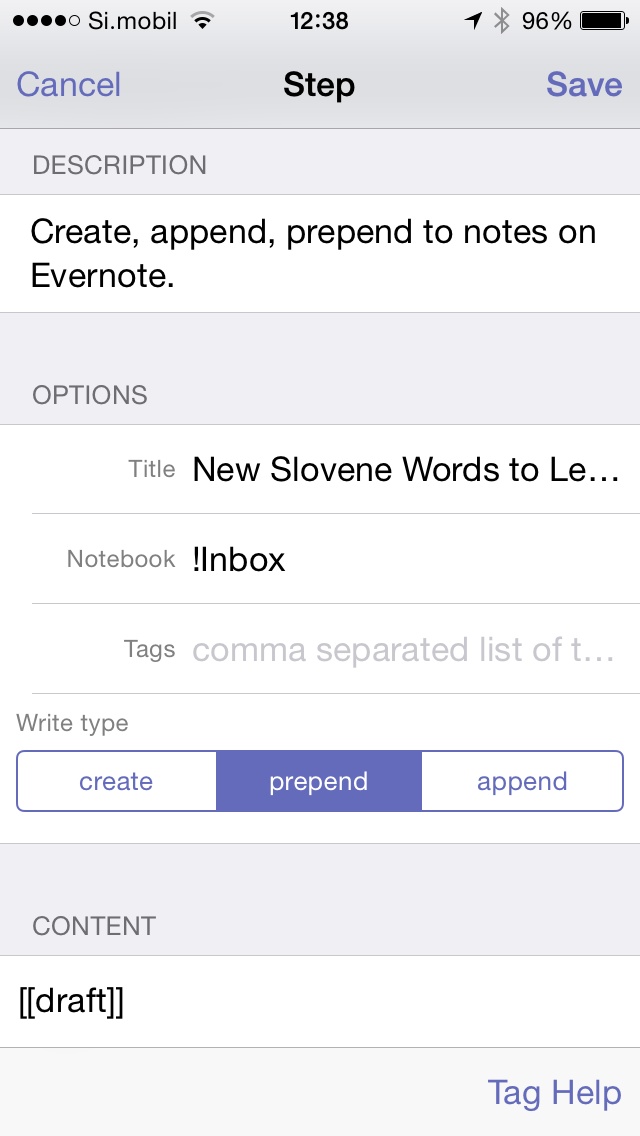 Si.mobil 12:38 96%
Cancel Step Save
DESCRIPTION
Create, append, prepend to notes on
Evernote.
OPTIONS
Title New Slovene Words to Le...
Notebook !Inbox
Tags comma separated list of t...
Write type
create prepend append
CONTENT
[[draft]]
Tag Help